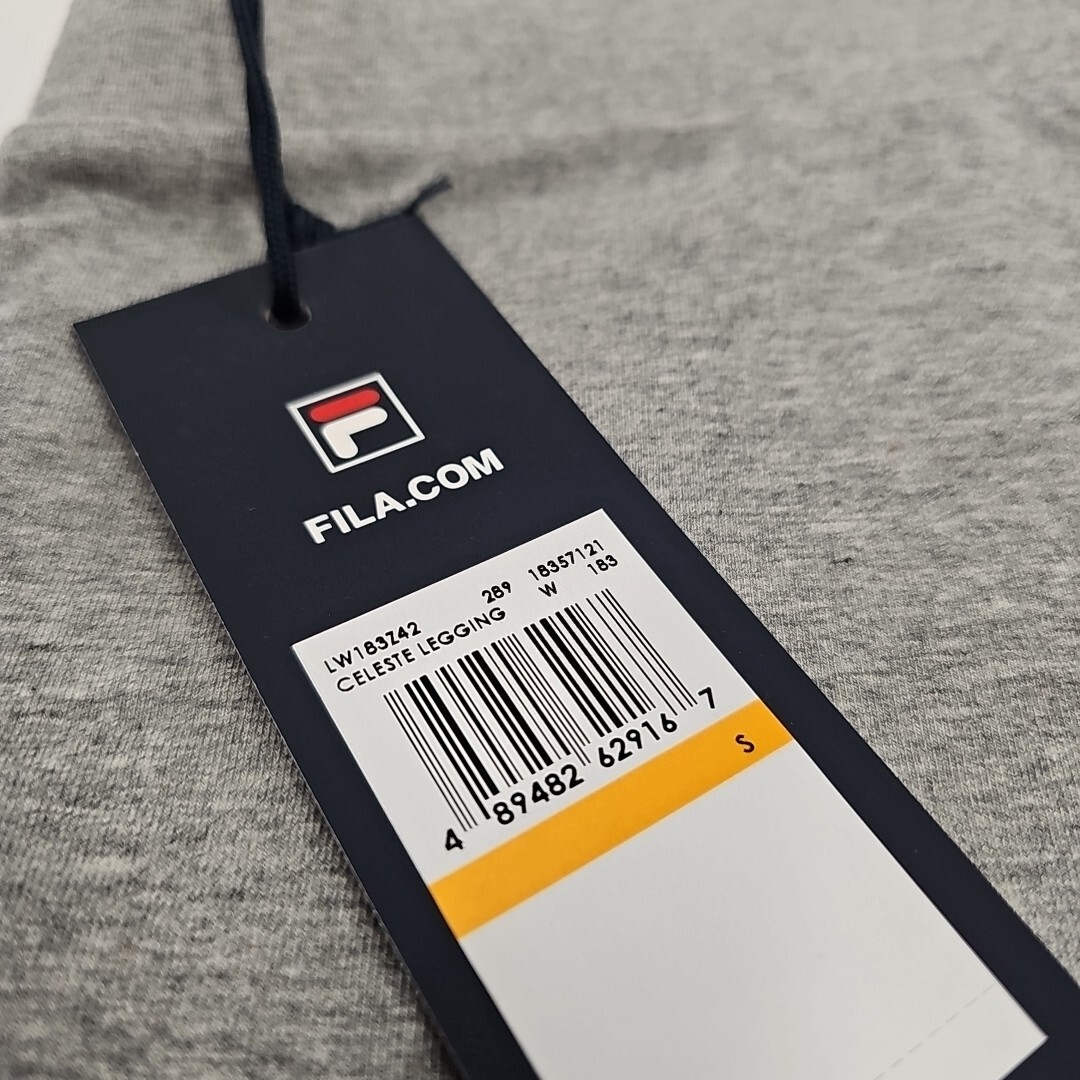 FILA.COM
LW183Z42 289 18357121
CELESTE LEGGING W 183
4 89482 62916 7
S